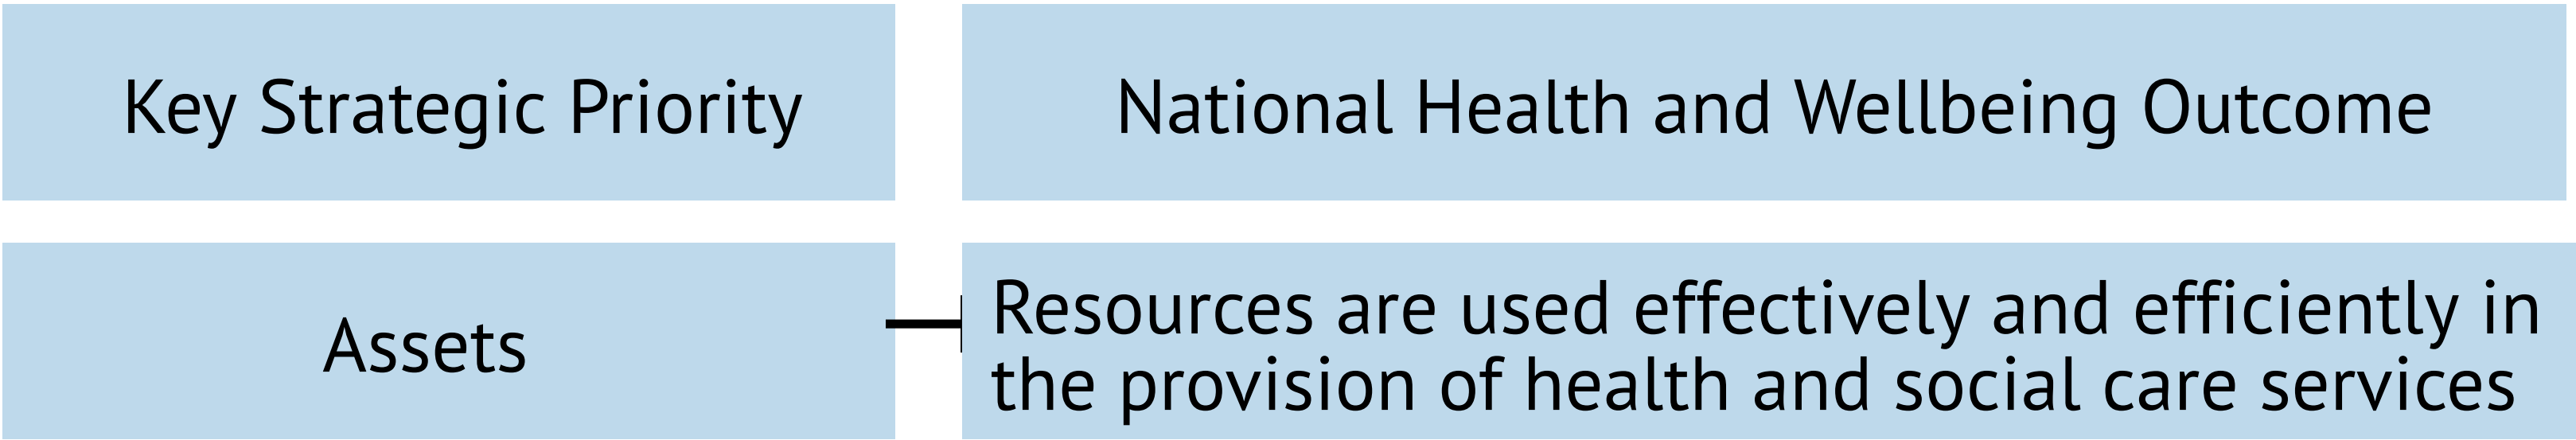 Key Strategic Priority
National Health and Wellbeing Outcome
Assets
Resources are used effectively and efficiently in
the provision of health and social care services